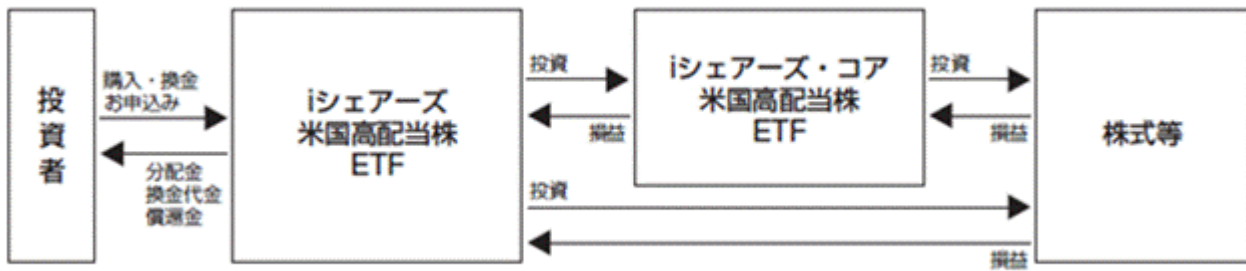 投
資
者
購入・換金
お申込み
分配金
換金代金
償還金
iシェアーズ
米国高配当株
ETF
投資
損益
iシェアーズ・コア
米国高配当株
ETF
投資
損益
株式等
投資
損益